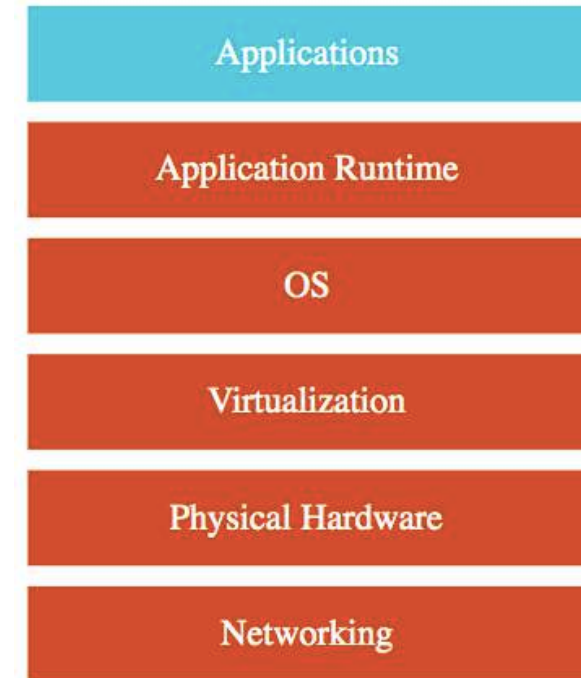 Applications
Application Runtime
OS
Virtualization
Physical Hardware
Networking